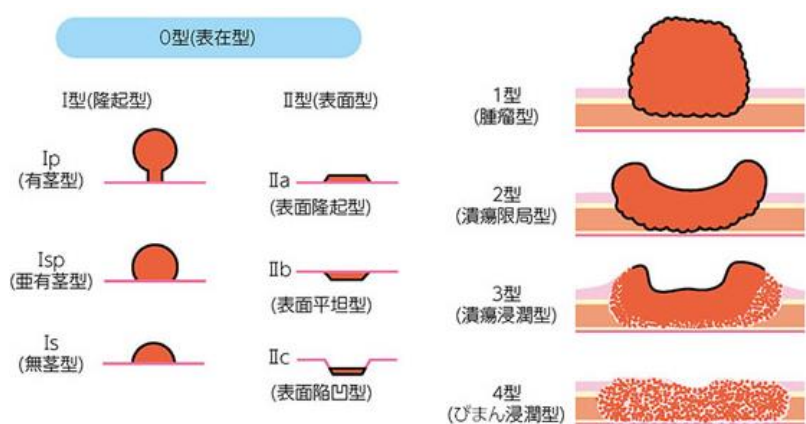 0型(表在型)
I型(隆起型)
Ip
(有茎型)
Isp
(亜有茎型)
Is
(無茎型)
II型(表面型)
IIa
(表面隆起型)
IIb
(表面平坦型)
IIc
(表面陥凹型)
1型
(腫瘤型)
2型
(潰瘍限局型)
3型
(潰瘍浸潤型)
4型
(びまん浸潤型)